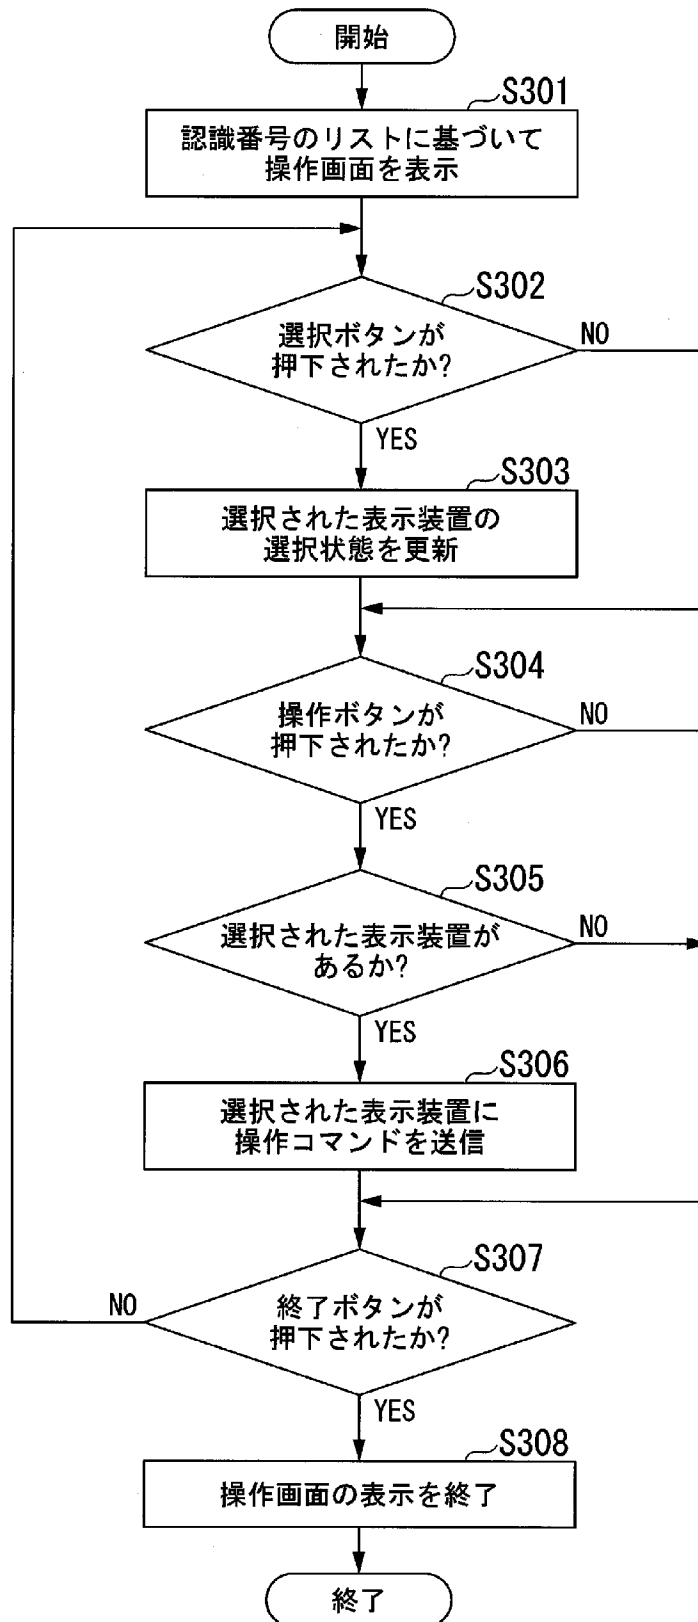 開始
S301
認識番号のリストに基づいて
操作画面を表示
S302
選択ボタンが
押下されたか?
NO
YES
S303
選択された表示装置の
選択状態を更新
S304
操作ボタンが
押下されたか?
NO
YES
S305
選択された表示装置が
あるか?
NO
YES
S306
選択された表示装置に
操作コマンドを送信
S307
終了ボタンが
押下されたか?
NO
YES
S308
操作画面の表示を終了
終了